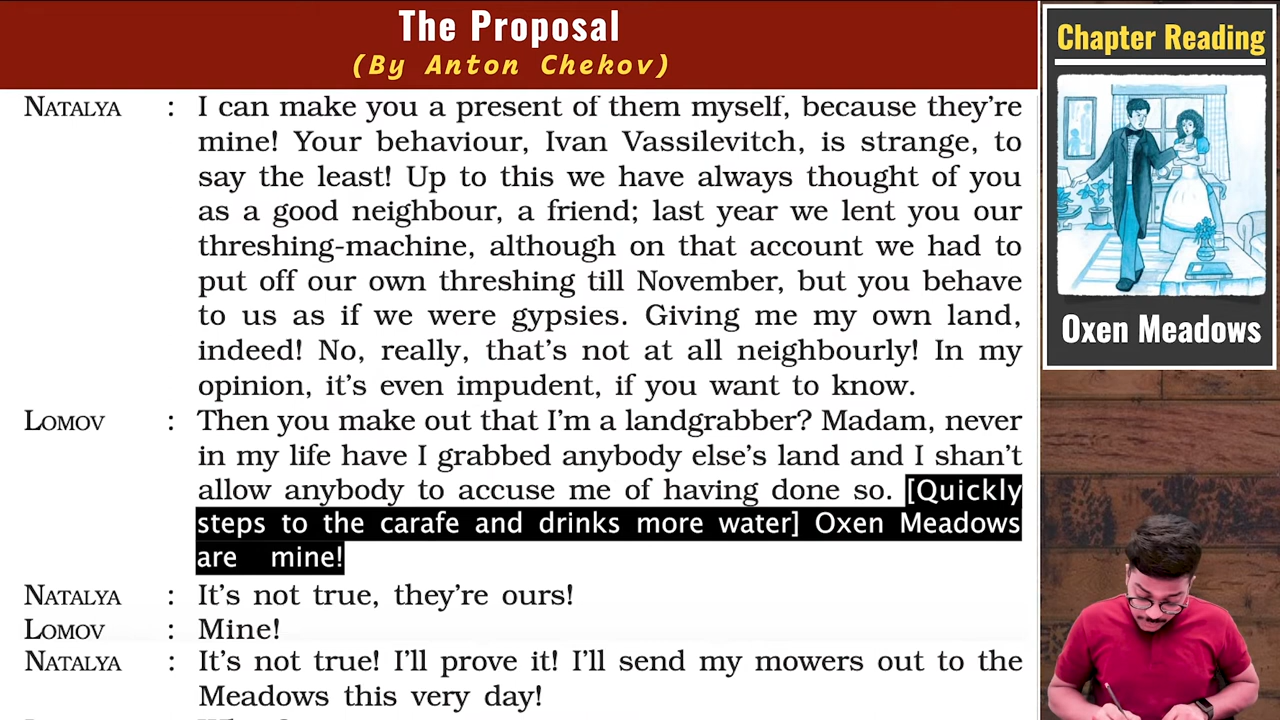 The Proposal
(By Anton Chekov)
NATALYA : I can make you a present of them myself, because they're
mine! Your behaviour, Ivan Vassilevitch, is strange, to
say the least! Up to this we have always thought of you
as a good neighbour, a friend; last year we lent you our
threshing-machine, although on that account we had to
put off our own threshing till November, but you behave
to us as if we were gypsies. Giving me my own land,
indeed! No, really, that's not at all neighbourly! In my
opinion, it's even impudent, if you want to know.
LOMOV : Then you make out that I'm a landgrabber? Madam, never
in my life have I grabbed anybody else's land and I shan't
allow anybody to accuse me of having done so. [Quickly
steps to the carafe and drinks more water] Oxen Meadows
are mine!
NATALYA : It's not true, they're ours!
LOMOV : Mine!
NATALYA : It's not true! I'll prove it! I'll send my mowers out to the
Meadows this very day!
Chapter Reading
Oxen Meadows